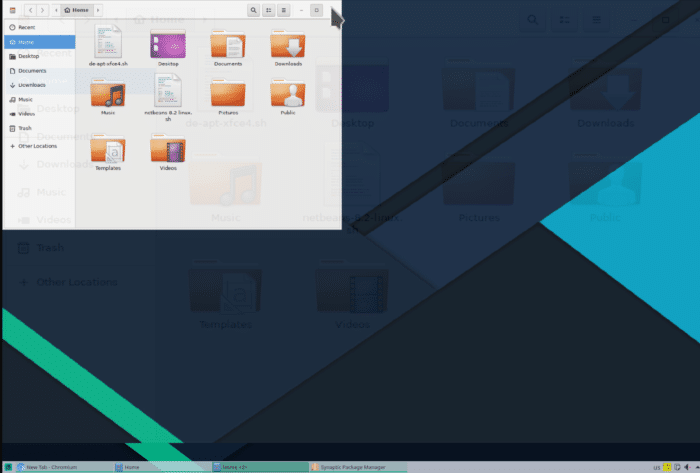 Home
Home
Recent
Home
Desktop
Documents
Downloads
Music
Videos
Trash
Other Locations
de-apt-xfce4.sh
Desktop
Documents
Downloads
Music
netbeans-8.2-linux.
sh
Pictures
Public
Templates
Videos
Desktop
Documents
Downloads
Music
Videos
Trash
Other Locations
de-apt-xfce4.sh
Desktop
Documents
Downloads
Music
netbeans-8.2-linux.
sh
Pictures
Public
Templates
Videos
New Tab - Chromium
Home
Synaptic Package Manager
US